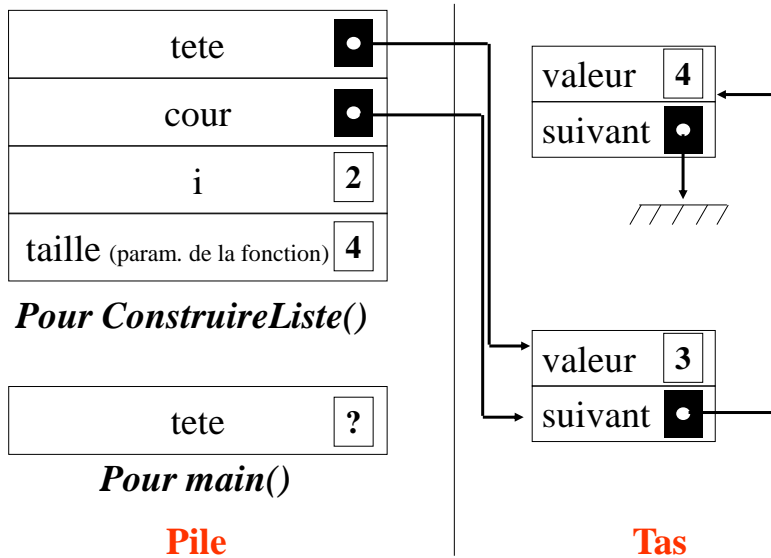 tete
cour
i 2
taille (param. de la fonction) 4
Pour ConstruireListe()
tete ?
Pour main()
Pile
valeur 4
suivant
valeur 3
suivant
Tas